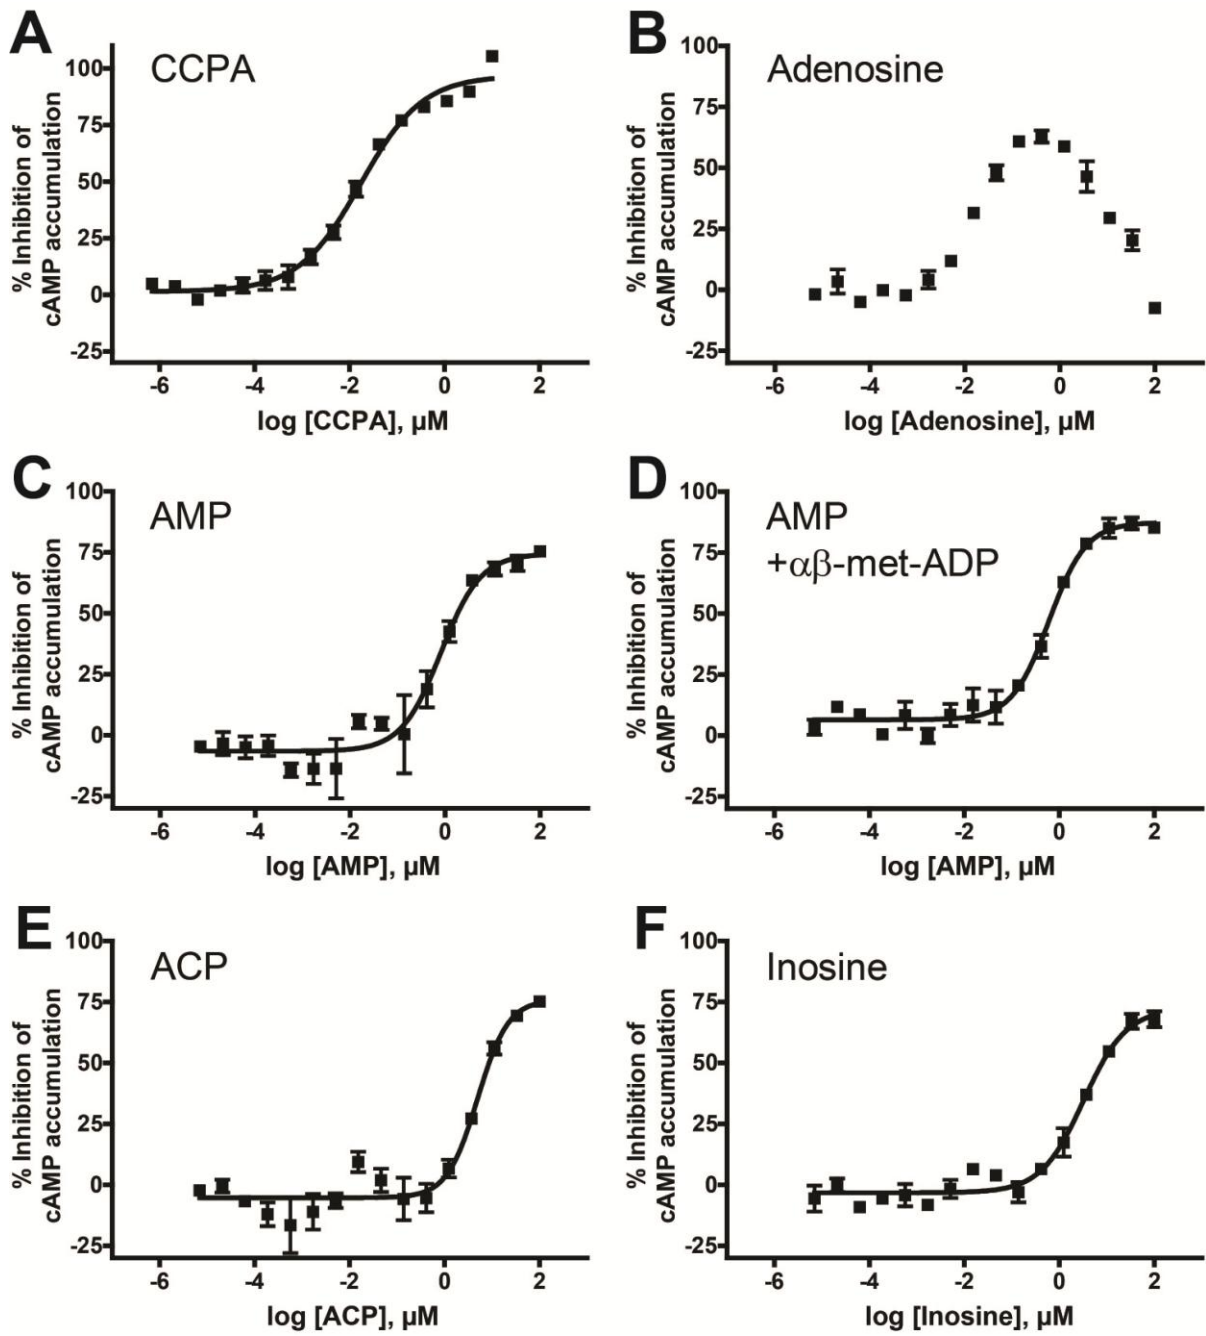 A
CCPA
% Inhibition of
cAMP accumulation
100
75
50
25
0
-25
-6 -4 -2 0 2
log [CCPA], µM
B
Adenosine
% Inhibition of
cAMP accumulation
100
75
50
25
0
-25
-6 -4 -2 0 2
log [Adenosine], µM
C
AMP
% Inhibition of
cAMP accumulation
100
75
50
25
0
-25
-6 -4 -2 0 2
log [AMP], µM
D
AMP
+αβ-met-ADP
% Inhibition of
cAMP accumulation
100
75
50
25
0
-25
-6 -4 -2 0 2
log [AMP], µM
E
ACP
% Inhibition of
cAMP accumulation
100
75
50
25
0
-25
-6 -4 -2 0 2
log [ACP], µM
F
Inosine
% Inhibition of
cAMP accumulation
100
75
50
25
0
-25
-6 -4 -2 0 2
log [Inosine], µM